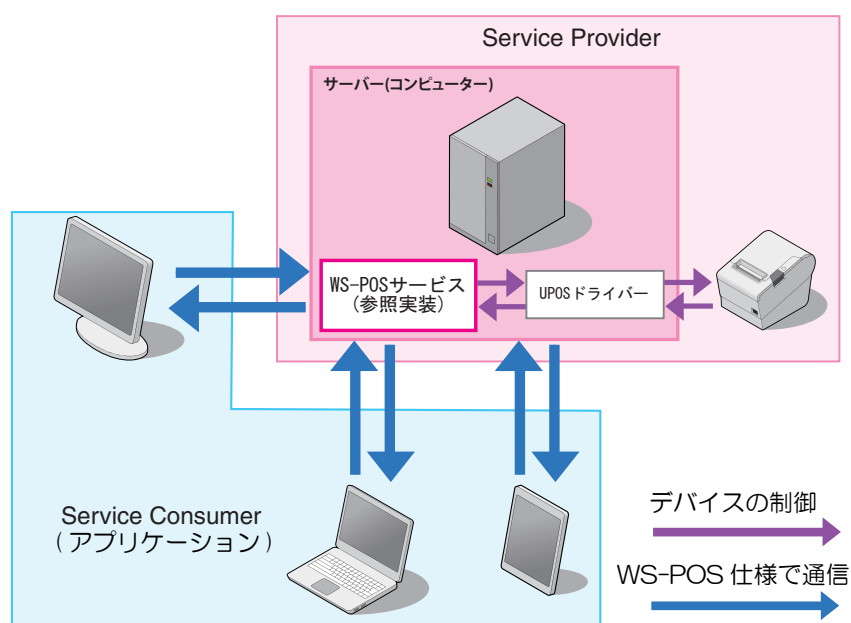 Service Provider
サーバー(コンピューター)
WS-POSサービス
(参照実装)
UPOSドライバー
Service Consumer
( アプリケーション )
デバイスの制御
WS-POS 仕様で通信